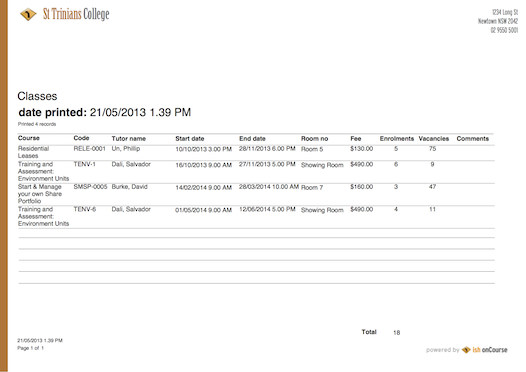 St Trinians College
1234 Long St
Newtown NSW 2042
02 9550 5001
Classes
date printed: 21/05/2013 1.39 PM
Printed 4 records
Course Code Tutor name Start date End date Room no Fee Enrolments Vacancies Comments
Residential Leases RELE-0001 Un, Phillip 10/10/2013 3.00 PM 28/11/2013 6.00 PM Room 5 $130.00 5 75
Training and Assessment: Environment Units TENV-1 Dali, Salvador 16/10/2013 9.00 AM 27/11/2013 5.00 PM Showing Room $490.00 6 9
Start & Manage your own Share Portfolio SMSP-0005 Burke, David 14/02/2014 9.00 AM 28/03/2014 10.00 AM Room 7 $160.00 3 47
Training and Assessment: Environment Units TENV-6 Dali, Salvador 01/05/2014 9.00 AM 12/06/2014 5.00 PM Showing Room $490.00 4 11
Total 18
21/05/2013 1.39 PM
Page 1 of 1
powered by ish onCourse